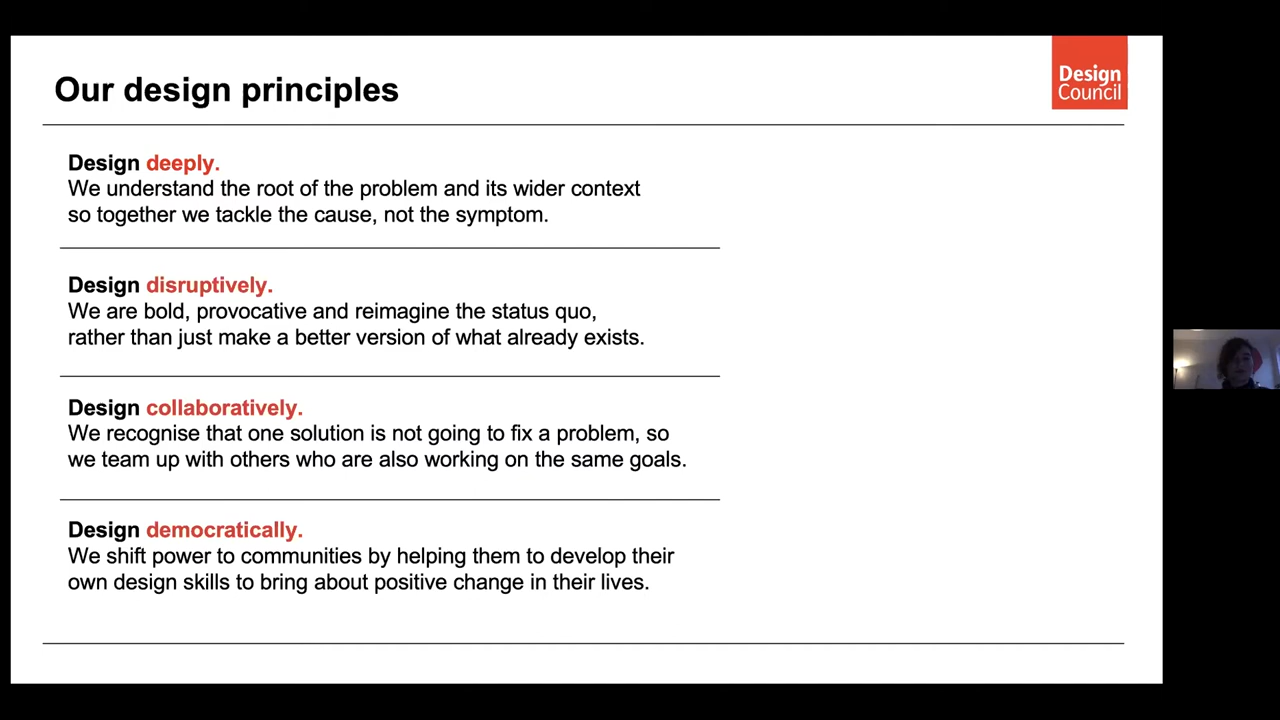 Our design principles
Design
Council
Design deeply.
We understand the root of the problem and its wider context
so together we tackle the cause, not the symptom.
Design disruptively.
We are bold, provocative and reimagine the status quo,
rather than just make a better version of what already exists.
Design collaboratively.
We recognise that one solution is not going to fix a problem, so
we team up with others who are also working on the same goals.
Design democratically.
We shift power to communities by helping them to develop their
own design skills to bring about positive change in their lives.